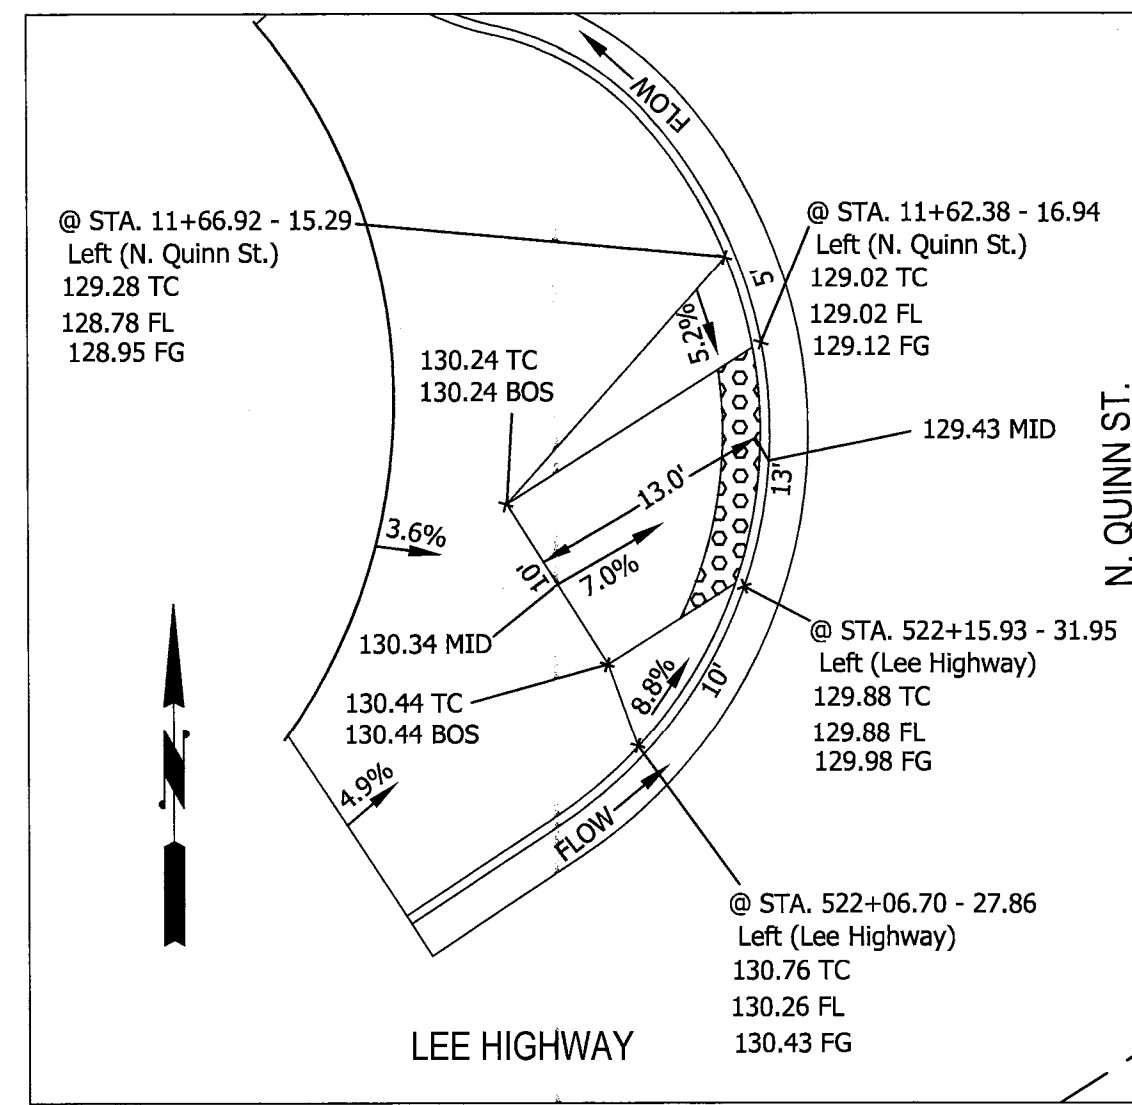 FLOW
@ STA. 11+66.92 - 15.29
Left (N. Quinn St.)
129.28 TC
128.78 FL
128.95 FG
@ STA. 11+62.38 - 16.94
Left (N. Quinn St.)
129.02 TC
129.02 FL
129.12 FG
5'
5.2%
130.24 TC
130.24 BOS
129.43 MID
N. QUINN ST.
13.0'
13'
3.6%
10'
7.0%
130.34 MID
@ STA. 522+15.93 - 31.95
Left (Lee Highway)
129.88 TC
129.88 FL
129.98 FG
130.44 TC
130.44 BOS
8.8%
10'
N
4.9%
FLOW
@ STA. 522+06.70 - 27.86
Left (Lee Highway)
130.76 TC
130.26 FL
130.43 FG
LEE HIGHWAY